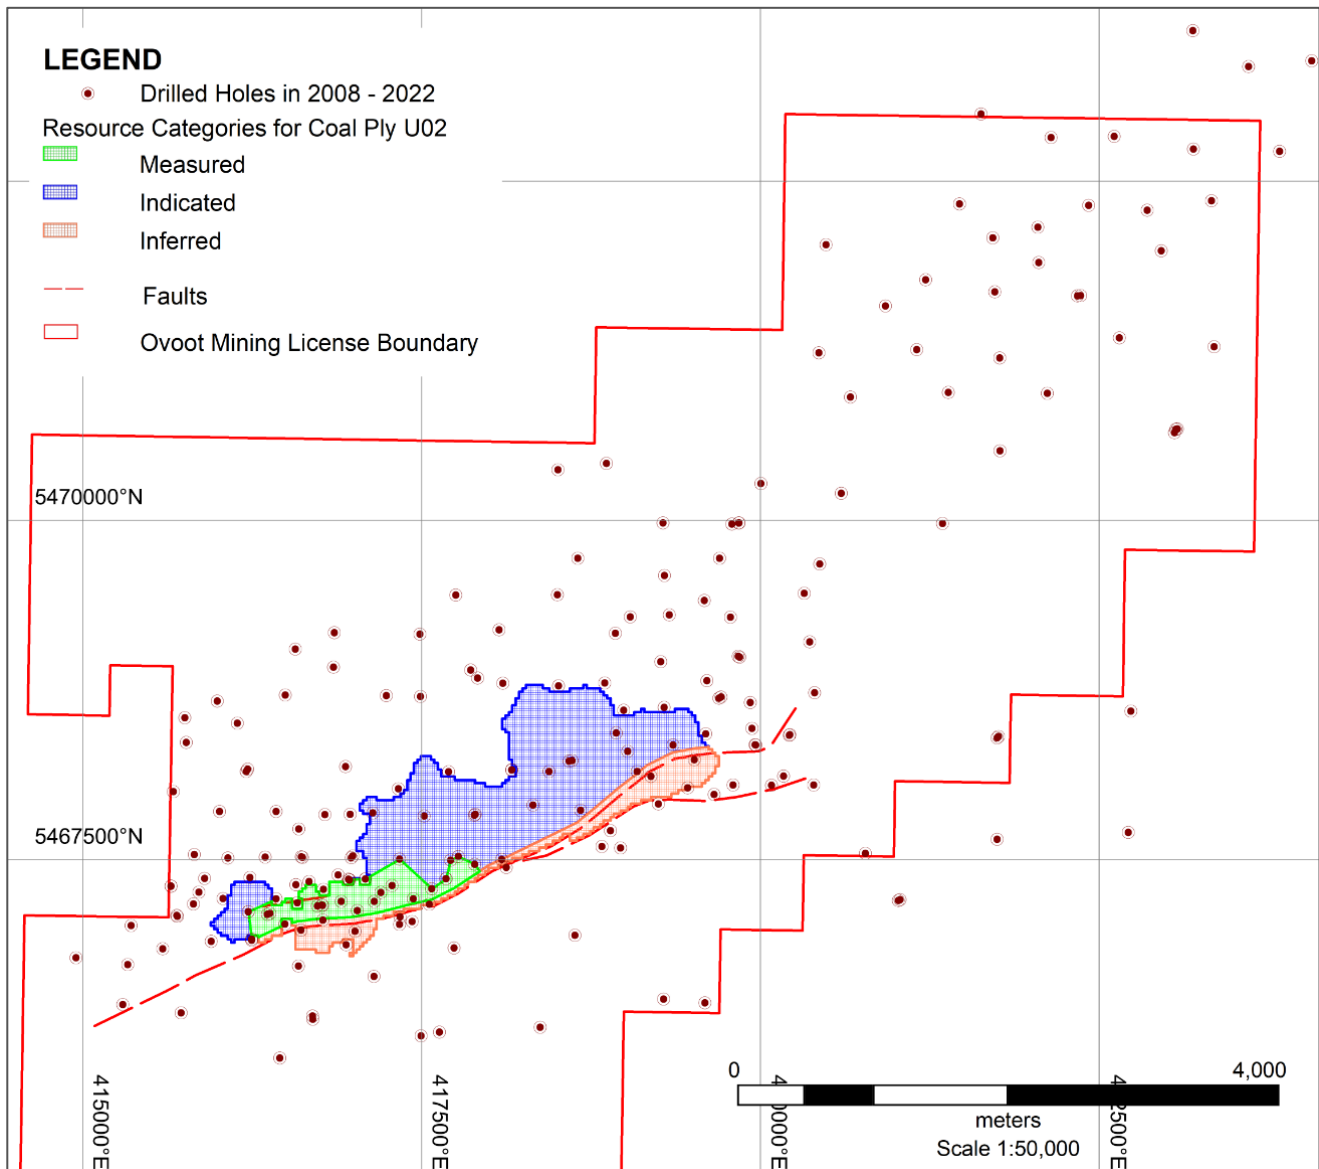 LEGEND
Drilled Holes in 2008 - 2022
Resource Categories for Coal Ply U02
Measured
Indicated
Inferred
Faults
Ovoot Mining License Boundary
5470000°N
5467500°N
415000°E
417500°E
0
4,000
meters
Scale 1:50,000